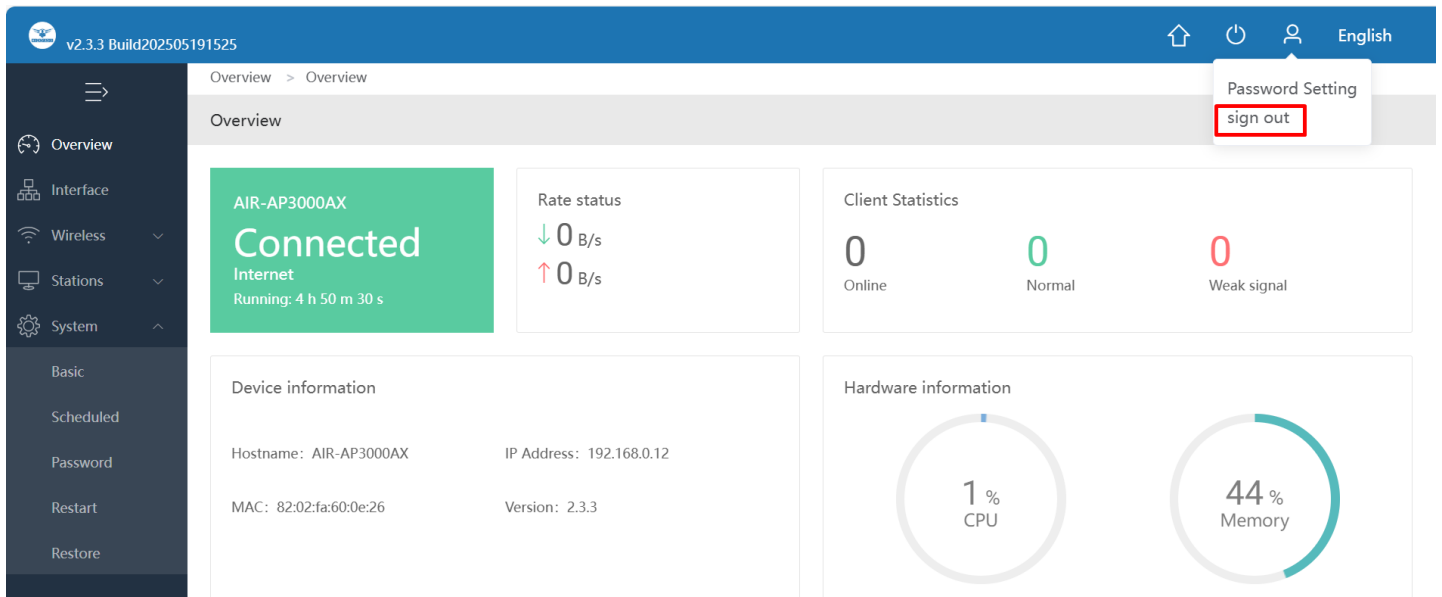 v2.3.3 Build202505191525
English
Password Setting
sign out
Overview > Overview
Overview
Overview
Interface
Wireless
Stations
System
Basic
Scheduled
Password
Restart
Restore
AIR-AP3000AX
Connected
Internet
Running: 4 h 50 m 30 s
Rate status
↓ 0 B/s
↑ 0 B/s
Client Statistics
0 0 0
Online Normal Weak signal
Device information
Hostname: AIR-AP3000AX IP Address: 192.168.0.12
MAC: 82:02:fa:60:0e:26 Version: 2.3.3
Hardware information
1 %
CPU
44 %
Memory